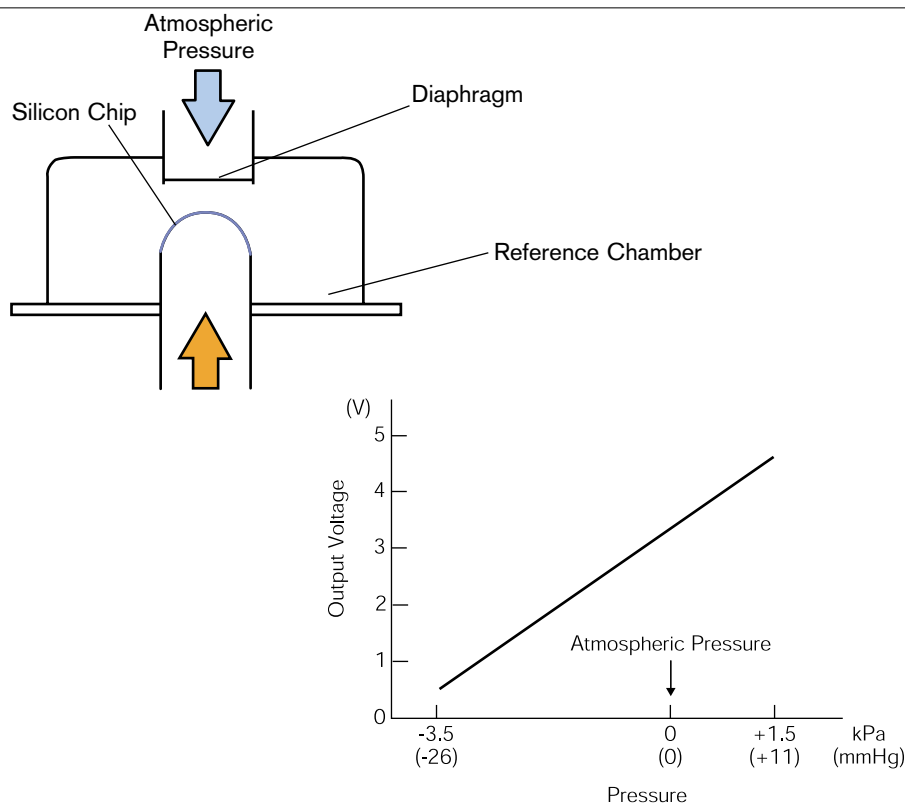 Atmospheric
Pressure
Silicon Chip
Diaphragm
Reference Chamber
(V)
5
4
3
2
1
0
Output Voltage
Atmospheric Pressure
-3.5 0 +1.5 kPa
(-26) (0) (+11) (mmHg)
Pressure